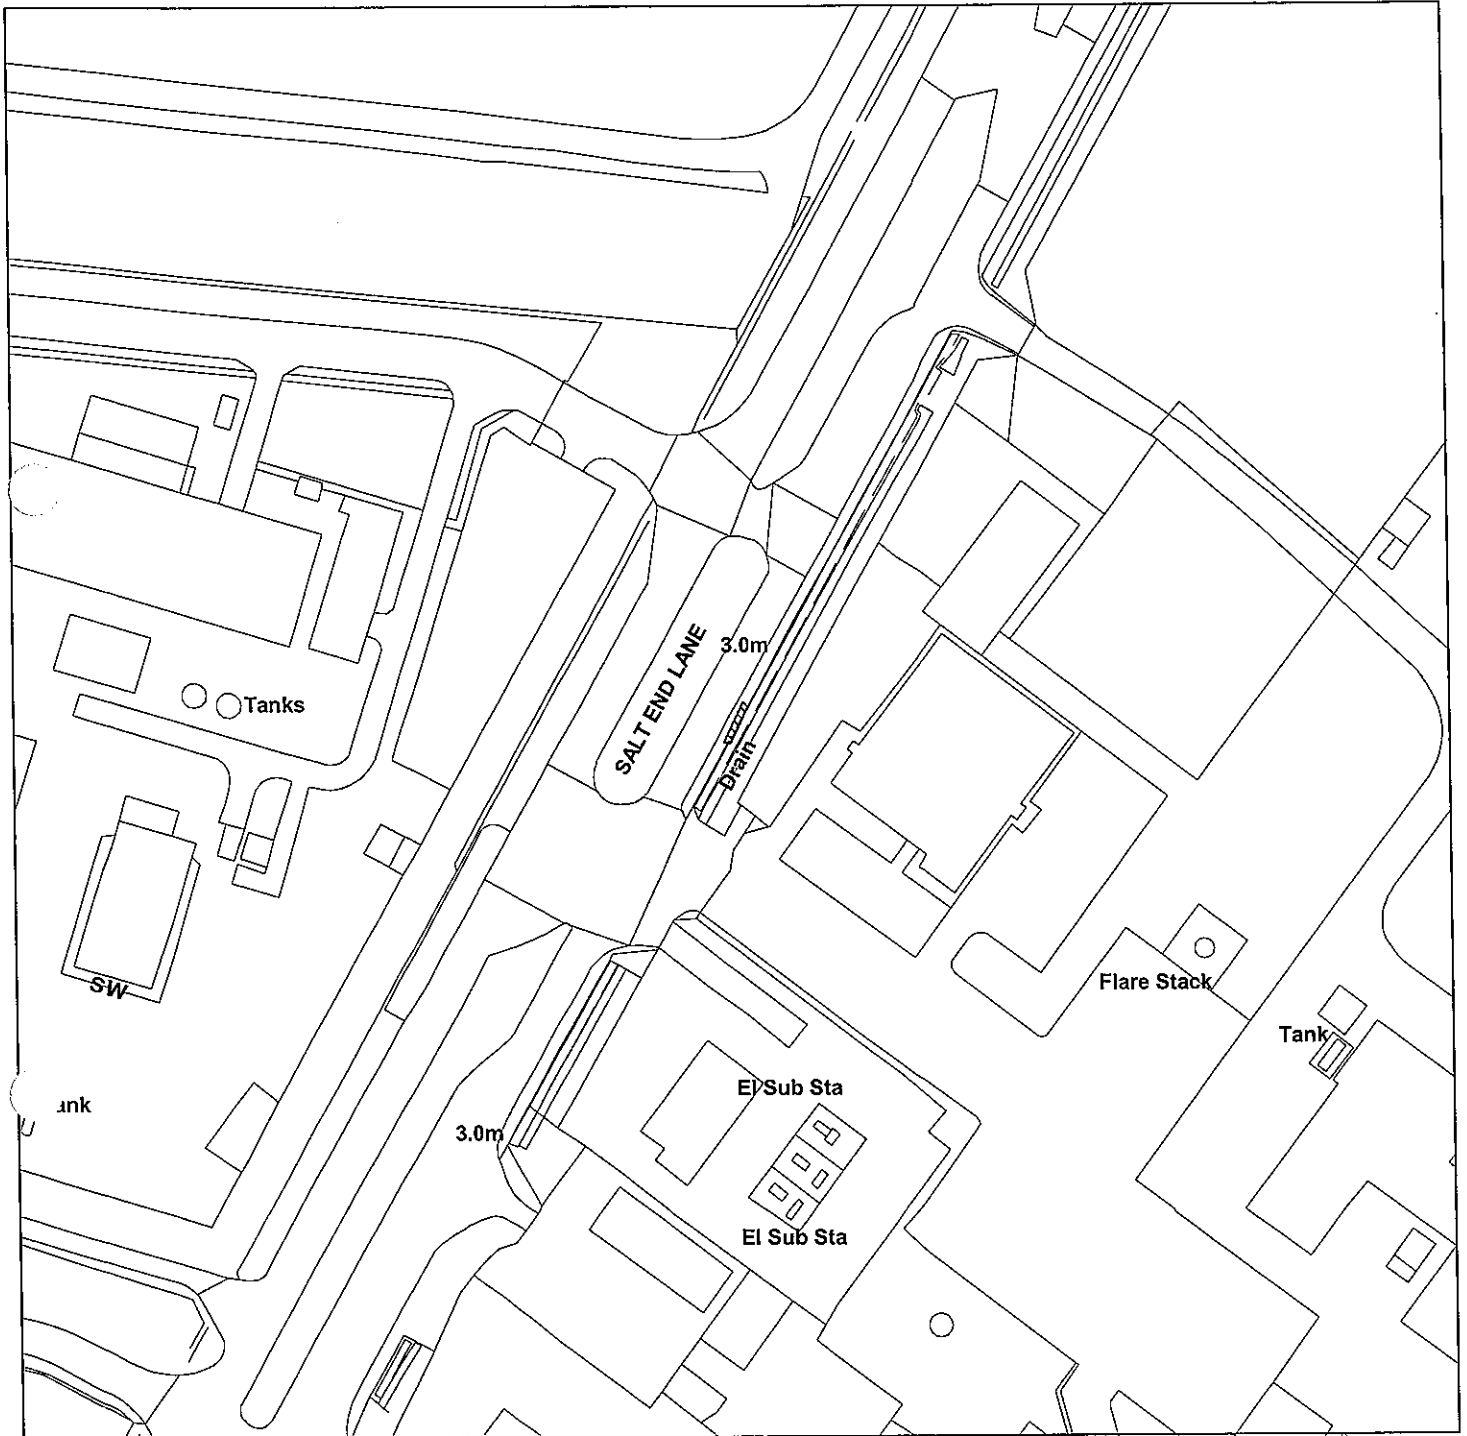 SALT END LANE
3.0m
Tanks
Drain
SW
Flare Stack
Tank
El Sub Sta
ank
3.0m
El Sub Sta